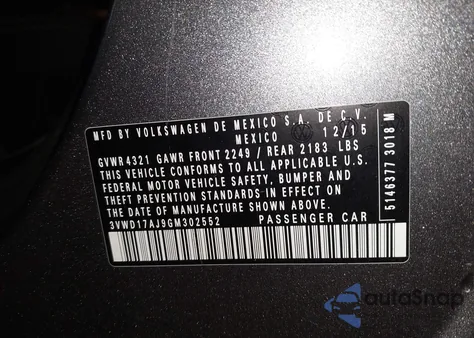 MFD BY VOLKSWAGEN DE MEXICO S.A. DE C.V.
MEXICO 12/15
GVWR 4321 GAWR FRONT 2249 / REAR 2183 LBS
THIS VEHICLE CONFORMS TO ALL APPLICABLE U.S.
FEDERAL MOTOR VEHICLE SAFETY, BUMPER AND
THEFT PREVENTION STANDARDS IN EFFECT ON
THE DATE OF MANUFACTURE SHOWN ABOVE.
3VWD17AJ9GM302552 PASSENGER CAR
5146377 3018 M
autoSnap